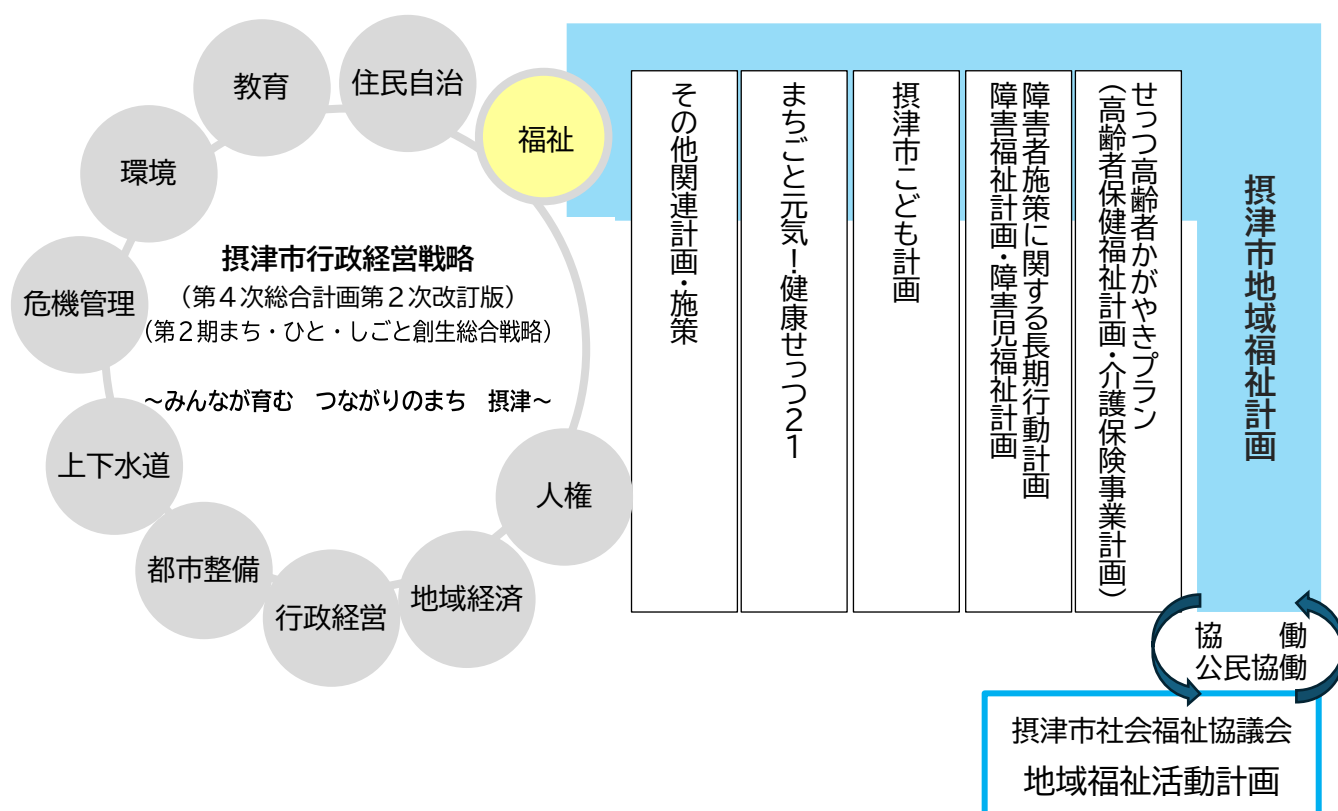 住民自治
教育
福祉
環境
危機管理
上下水道
都市整備
行政経営
地域経済
人権
摂津市行政経営戦略
（第４次総合計画第２次改訂版）
（第２期まち・ひと・しごと創生総合戦略）
～みんなが育む　つながりのまち　摂津～
摂津市地域福祉計画
せっつ高齢者かがやきプラン
（高齢者保健福祉計画・介護保険事業計画）
障害者施策に関する長期行動計画
障害福祉計画・障害児福祉計画
摂津市こども計画
まちごと元気！健康せっつ２１
その他関連計画・施策
協　　働
公民協働
摂津市社会福祉協議会
地域福祉活動計画